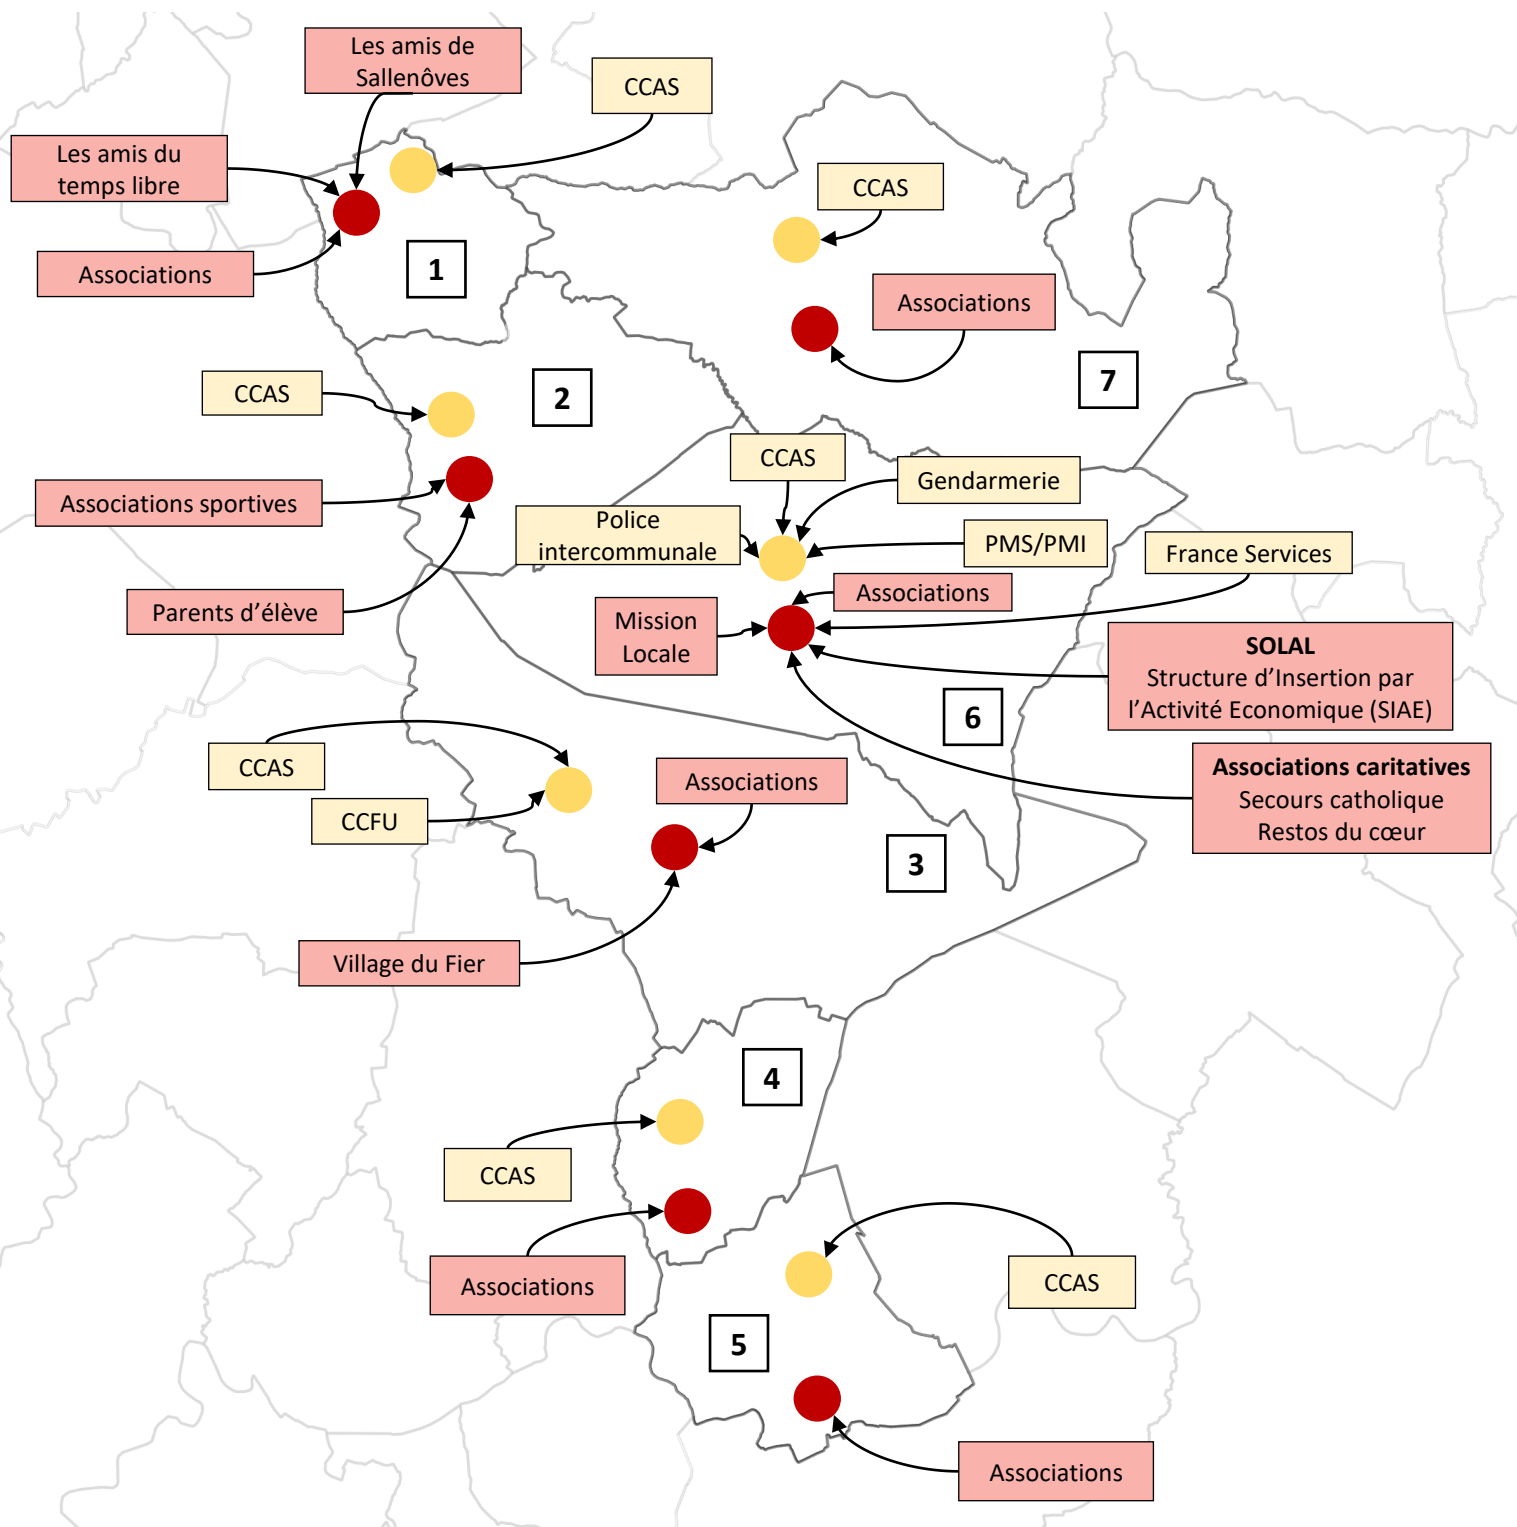 Les amis de
Sallenôves
CCAS
Les amis du
temps libre
CCAS
Associations
1
Associations
7
CCAS
2
CCAS
Gendarmerie
Associations sportives
Police
intercommunale
PMS/PMI
France Services
Associations
Parents d’élève
Mission
Locale
SOLAL
Structure d’Insertion par
l’Activité Economique (SIAE)
6
CCAS
Associations
Associations caritatives
Secours catholique
Restos du cœur
CCFU
3
Village du Fier
4
CCAS
Associations
CCAS
5
Associations